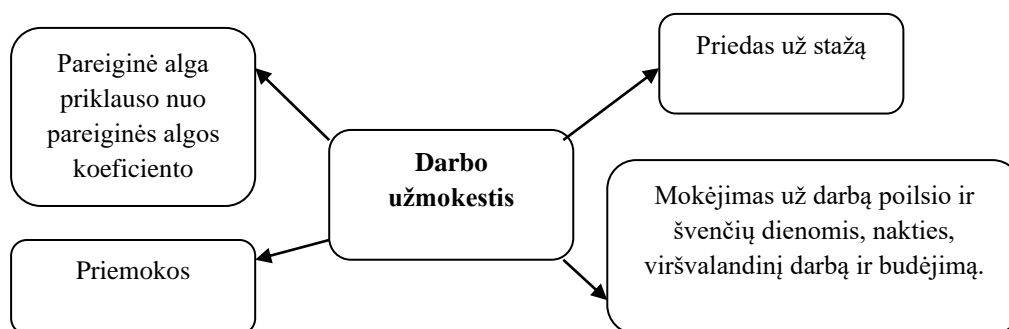 Pareiginė alga
priklauso nuo
pareiginės algos
koeficiento
Priedas už stažą
Darbo
užmokestis
Priemokos
Mokėjimas už darbą poilsio ir
švenčių dienomis, nakties,
viršvalandinį darbą ir budėjimą.